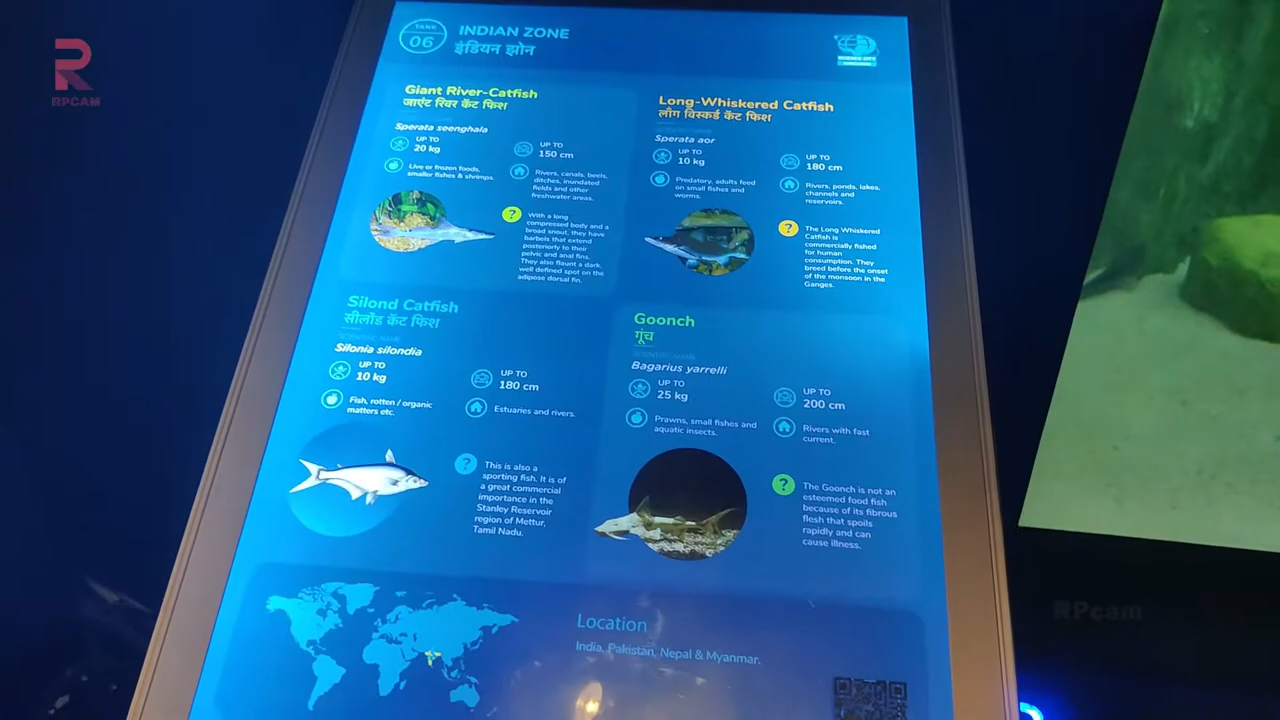 RPCAM
TANK
06
INDIAN ZONE
इंडियन झोन
SCIENCE CITY
Giant River-Catfish
जाएंट रिवर कॅट फिश
Sperata seenghala
UP TO
20 kg
UP TO
150 cm
Live or frozen foods,
smaller fishes & shrimps.
Rivers, canals, beels,
ditches, inundated
fields and other
freshwater areas.
?
With a long
compressed body and a
broad snout, they have
barbels that extend
posteriorly to their
pelvic and anal fins.
They also flaunt a dark,
well defined spot on the
adipose dorsal fin.
Long-Whiskered Catfish
लॉंग विस्कर्ड कॅट फिश
Sperata aor
UP TO
10 kg
UP TO
180 cm
Predatory, adults feed
on small fishes and
worms.
Rivers, ponds, lakes,
channels and
reservoirs.
?
The Long Whiskered
Catfish is
commercially fished
for human
consumption. They
breed before the onset
of the monsoon in the
Ganges.
Silond Catfish
सीलोंड कॅट फिश
SCIENTIFIC NAME
Silonia silondia
UP TO
10 kg
UP TO
180 cm
Fish, rotten / organic
matters etc.
Estuaries and rivers.
?
This is also a
sporting fish. It is of
a great commercial
importance in the
Stanley Reservoir
region of Mettur,
Tamil Nadu.
Goonch
गूंच
SCIENTIFIC NAME
Bagarius yarrelli
UP TO
25 kg
UP TO
200 cm
Prawns, small fishes and
aquatic insects.
Rivers with fast
current.
?
The Goonch is not an
esteemed food fish
because of its fibrous
flesh that spoils
rapidly and can
cause illness.
Location
India, Pakistan, Nepal & Myanmar.
RPcam